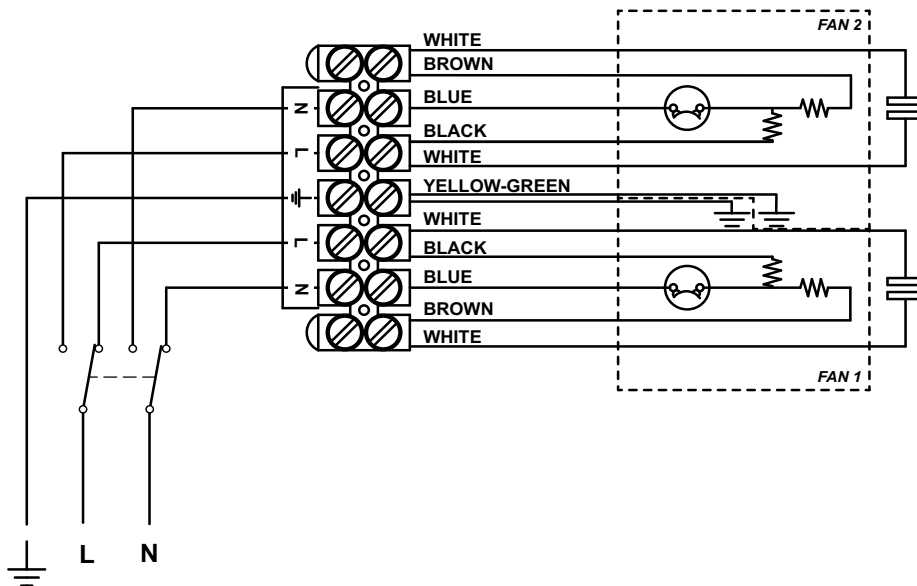 FAN 2
WHITE
BROWN
N
BLUE
BLACK
L
WHITE
YELLOW-GREEN
WHITE
L
BLACK
N
BLUE
BROWN
WHITE
FAN 1
L
N